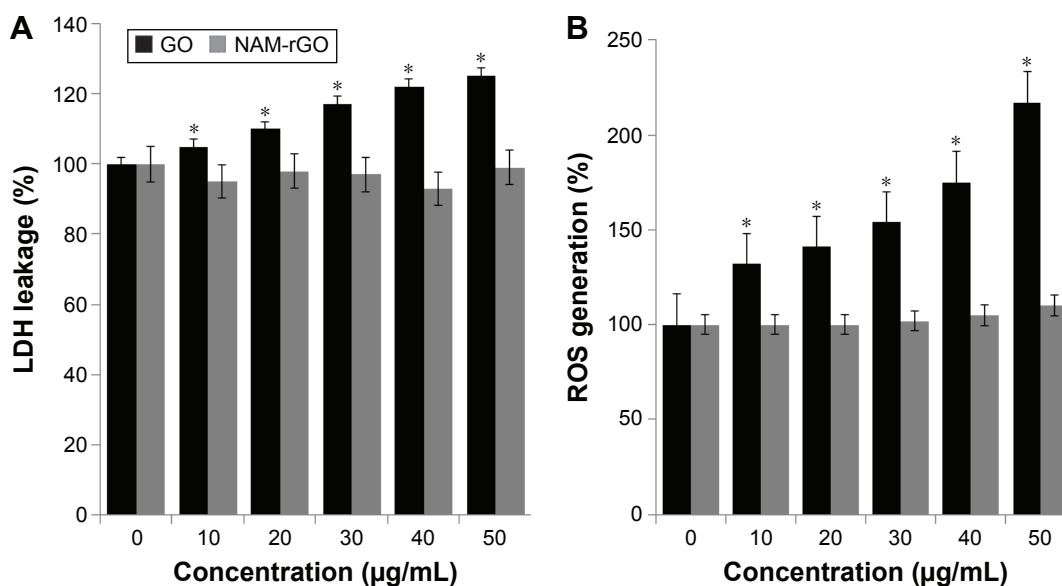 A
GO NAM-rGO
LDH leakage (%)
140
120
100
80
60
40
20
0
* * * * *
0 10 20 30 40 50
Concentration (µg/mL)
B
ROS generation (%)
250
200
150
100
50
0
* * * * *
0 10 20 30 40 50
Concentration (µg/mL)